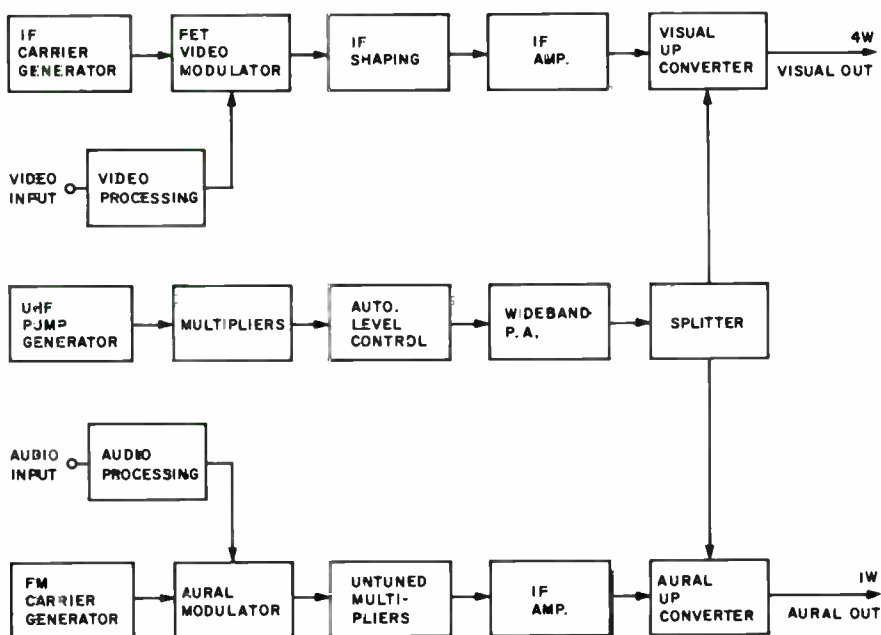 IF
CARRIER
GENERATOR
FET
VIDEO
MODULATOR
IF
SHAPING
IF
AMP.
VISUAL
UP
CONVERTER
4W
VISUAL OUT
VIDEO
INPUT
VIDEO
PROCESSING
UHF
PUMP
GENERATOR
MULTIPLIERS
AUTO.
LEVEL
CONTROL
WIDEBAND
P.A.
SPLITTER
AUDIO
INPUT
AUDIO
PROCESSING
FM
CARRIER
GENERATOR
AURAL
MODULATOR
UNTUNED
MULTI-
PLIERS
IF
AMP.
AURAL
UP
CONVERTER
1W
AURAL OUT